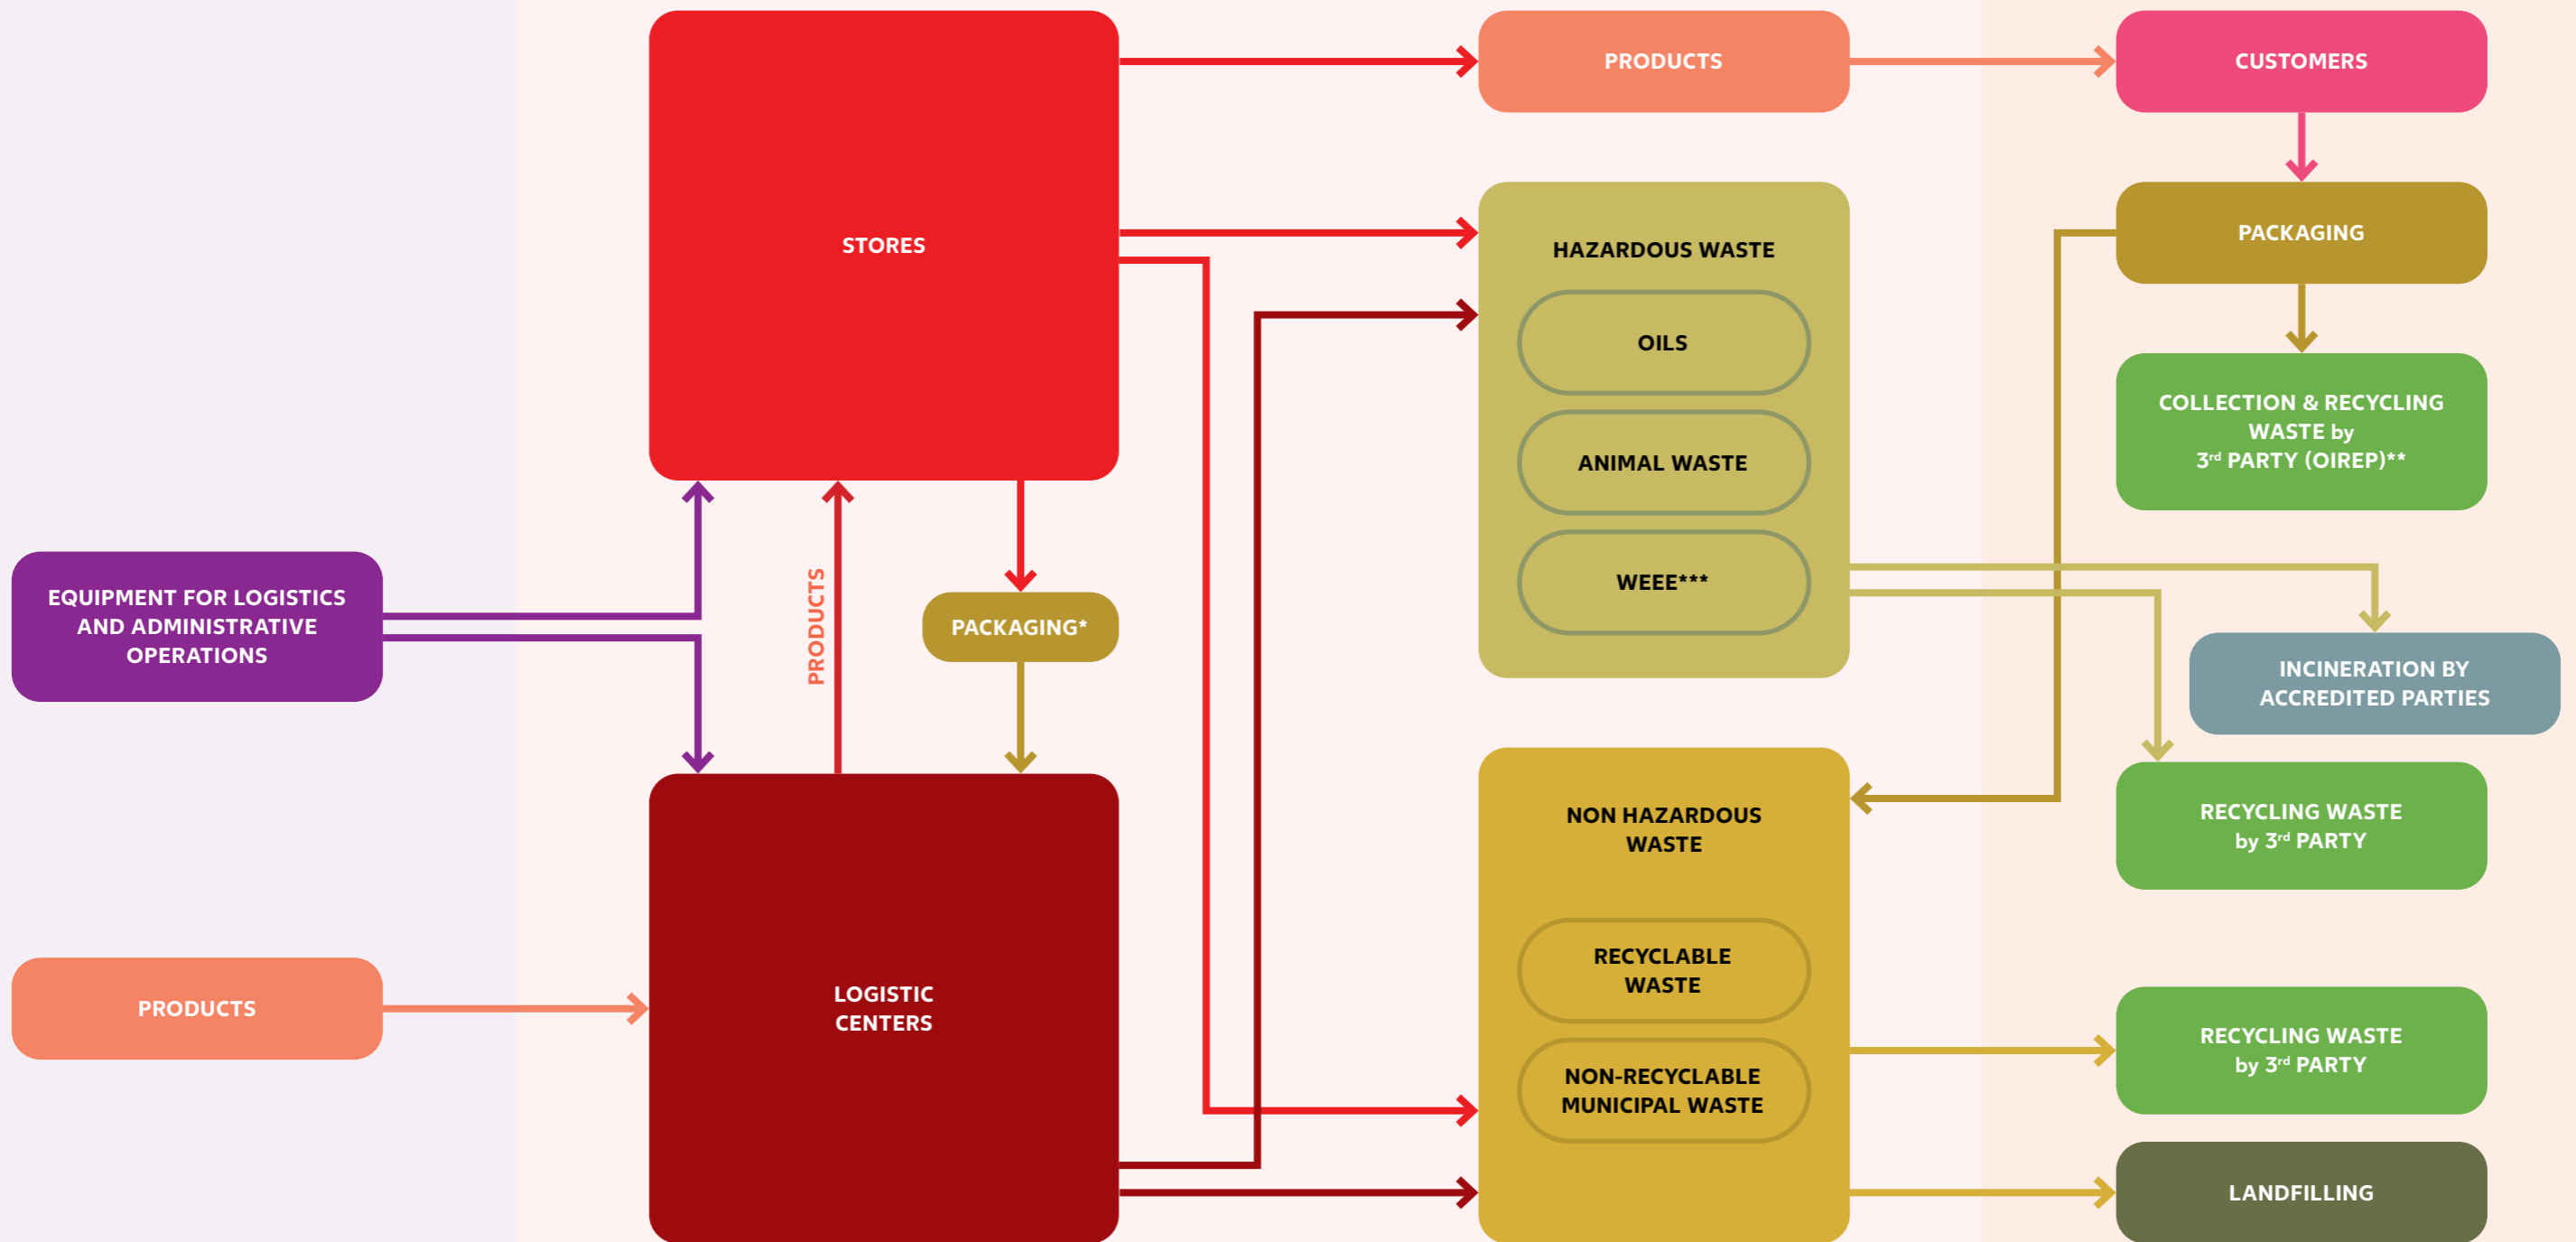 EQUIPMENT FOR LOGISTICS
AND ADMINISTRATIVE
OPERATIONS
PRODUCTS
STORES
PRODUCTS
PACKAGING*
LOGISTIC
CENTERS
PRODUCTS
HAZARDOUS WASTE
OILS
ANIMAL WASTE
WEEE***
NON HAZARDOUS
WASTE
RECYCLABLE
WASTE
NON-RECYCLABLE
MUNICIPAL WASTE
CUSTOMERS
PACKAGING
COLLECTION & RECYCLING
WASTE by
3rd PARTY (OIREP)**
INCINERATION BY
ACCREDITED PARTIES
RECYCLING WASTE
by 3rd PARTY
RECYCLING WASTE
by 3rd PARTY
LANDFILLING